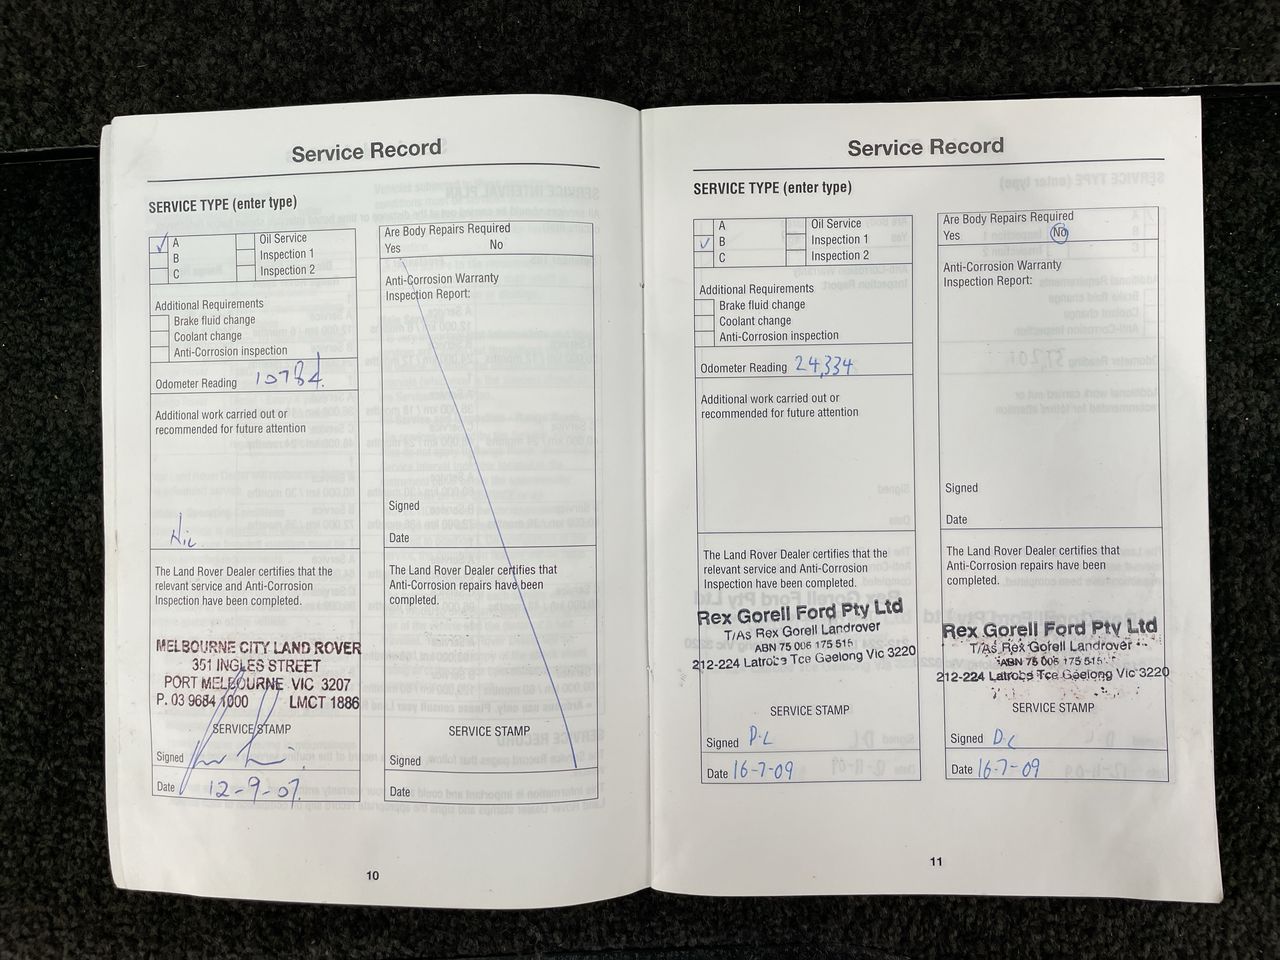 Service Record
SERVICE TYPE (enter type)
A
B
C
Oil Service
Inspection 1
Inspection 2
Additional Requirements
Brake fluid change
Coolant change
Anti-Corrosion inspection
Odometer Reading 10784
Additional work carried out or
recommended for future attention
The Land Rover Dealer certifies that the
relevant service and Anti-Corrosion
Inspection have been completed.
MELBOURNE CITY LAND ROVER
351 INGLES STREET
PORT MELBOURNE VIC 3207
P. 03 9684 1000 LMCT 1886
SERVICE STAMP
Signed
Date 12-9-07
Are Body Repairs Required
Yes No
Anti-Corrosion Warranty
Inspection Report:
Signed
Date
The Land Rover Dealer certifies that
Anti-Corrosion repairs have been
completed.
SERVICE STAMP
Signed
Date
10
Service Record
SERVICE TYPE (enter type)
A
B
C
Oil Service
Inspection 1
Inspection 2
Additional Requirements
Brake fluid change
Coolant change
Anti-Corrosion inspection
Odometer Reading 24,334
Additional work carried out or
recommended for future attention
The Land Rover Dealer certifies that the
relevant service and Anti-Corrosion
Inspection have been completed.
Rex Gorell Ford Pty Ltd
T/As Rex Gorell Landrover
ABN 75 006 175 515
212-224 Latrobe Tce Geelong Vic 3220
SERVICE STAMP
Signed D.L
Date 16-7-09
Are Body Repairs Required
Yes No
Anti-Corrosion Warranty
Inspection Report:
Signed
Date
The Land Rover Dealer certifies that
Anti-Corrosion repairs have been
completed.
Rex Gorell Ford Pty Ltd
T/As Rex Gorell Landrover
ABN 75 006 175 515
212-224 Latrobe Tce Geelong Vic 3220
SERVICE STAMP
Signed D.L
Date 16-7-09
11